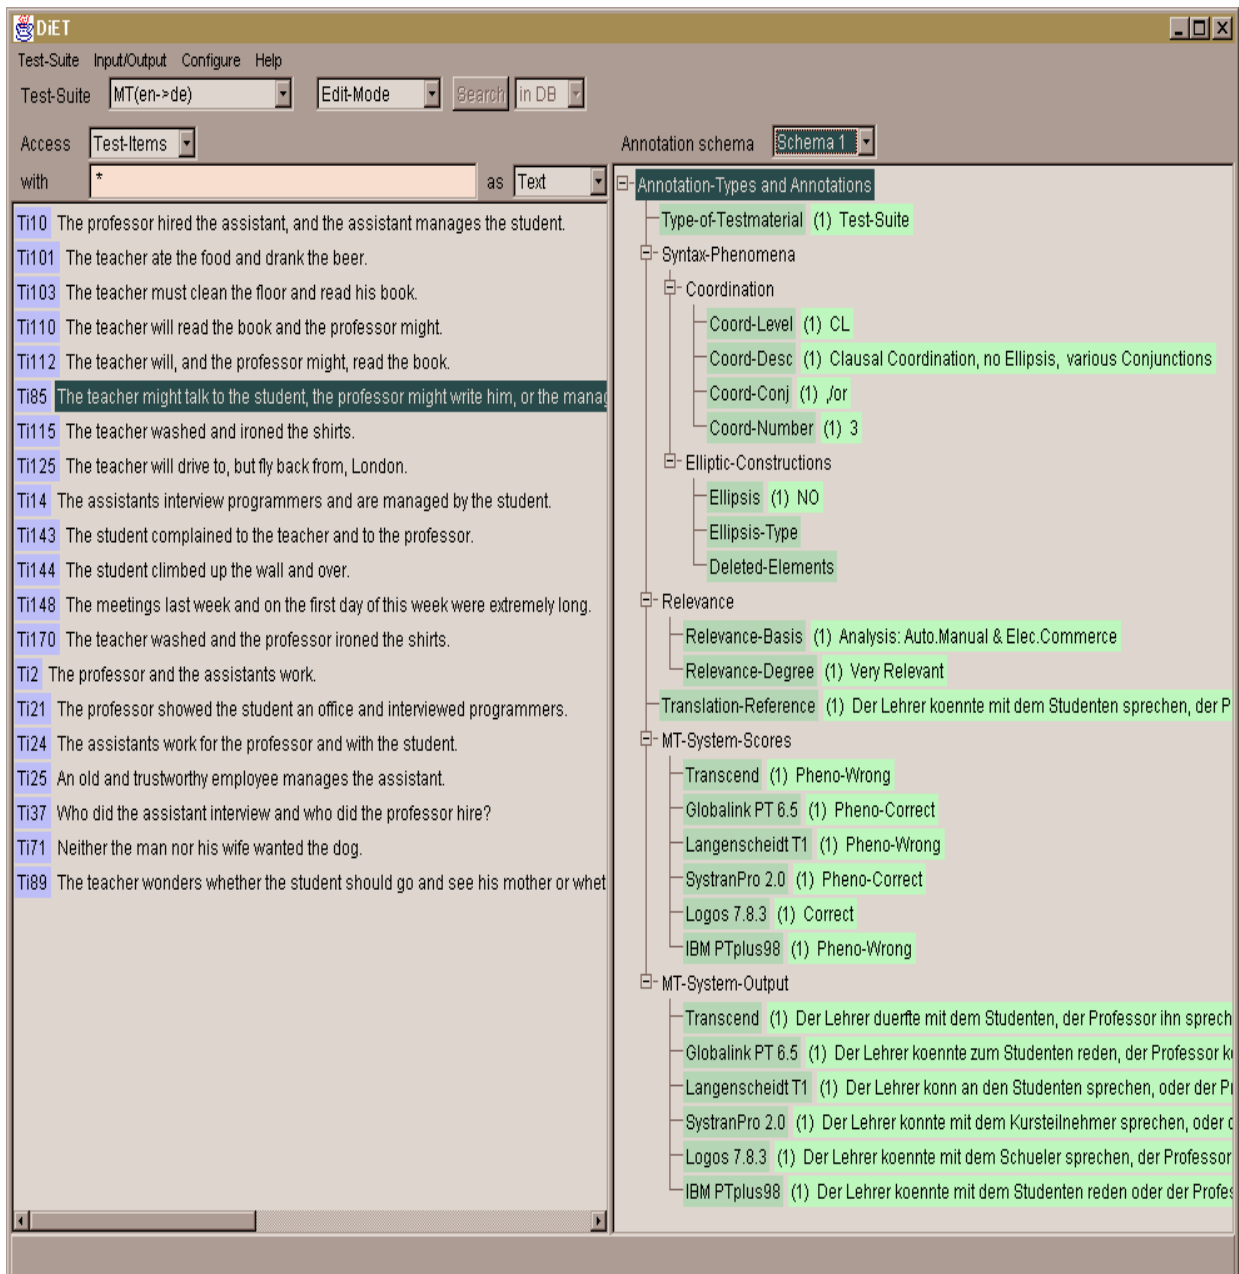 DiET
Test-Suite Input/Output Configure Help
Test-Suite MT(en->de) Edit-Mode Search in DB
Access Test-Items
with * as Text
Ti10 The professor hired the assistant, and the assistant manages the student.
Ti101 The teacher ate the food and drank the beer.
Ti103 The teacher must clean the floor and read his book.
Ti110 The teacher will read the book and the professor might.
Ti112 The teacher will, and the professor might, read the book.
Ti85 The teacher might talk to the student, the professor might write him, or the manag
Ti115 The teacher washed and ironed the shirts.
Ti125 The teacher will drive to, but fly back from, London.
Ti14 The assistants interview programmers and are managed by the student.
Ti143 The student complained to the teacher and to the professor.
Ti144 The student climbed up the wall and over.
Ti148 The meetings last week and on the first day of this week were extremely long.
Ti170 The teacher washed and the professor ironed the shirts.
Ti2 The professor and the assistants work.
Ti21 The professor showed the student an office and interviewed programmers.
Ti24 The assistants work for the professor and with the student.
Ti25 An old and trustworthy employee manages the assistant.
Ti37 Who did the assistant interview and who did the professor hire?
Ti71 Neither the man nor his wife wanted the dog.
Ti89 The teacher wonders whether the student should go and see his mother or whet
Annotation schema Schema 1
Annotation-Types and Annotations
Type-of-Testmaterial (1) Test-Suite
Syntax-Phenomena
Coordination
Coord-Level (1) CL
Coord-Desc (1) Clausal Coordination, no Ellipsis, various Conjunctions
Coord-Conj (1) ,/or
Coord-Number (1) 3
Elliptic-Constructions
Ellipsis (1) NO
Ellipsis-Type
Deleted-Elements
Relevance
Relevance-Basis (1) Analysis: Auto.Manual & Elec.Commerce
Relevance-Degree (1) Very Relevant
Translation-Reference (1) Der Lehrer koennte mit dem Studenten sprechen, der P
MT-System-Scores
Transcend (1) Pheno-Wrong
Globalink PT 6.5 (1) Pheno-Correct
Langenscheidt T1 (1) Pheno-Wrong
SystranPro 2.0 (1) Pheno-Correct
Logos 7.8.3 (1) Correct
IBM PTplus98 (1) Pheno-Wrong
MT-System-Output
Transcend (1) Der Lehrer duerfte mit dem Studenten, der Professor ihn sprech
Globalink PT 6.5 (1) Der Lehrer koennte zum Studenten reden, der Professor k
Langenscheidt T1 (1) Der Lehrer konn an den Studenten sprechen, oder der P
SystranPro 2.0 (1) Der Lehrer konnte mit dem Kursteilnehmer sprechen, oder
Logos 7.8.3 (1) Der Lehrer koennte mit dem Schueler sprechen, der Professor
IBM PTplus98 (1) Der Lehrer koennte mit dem Studenten reden oder der Profes